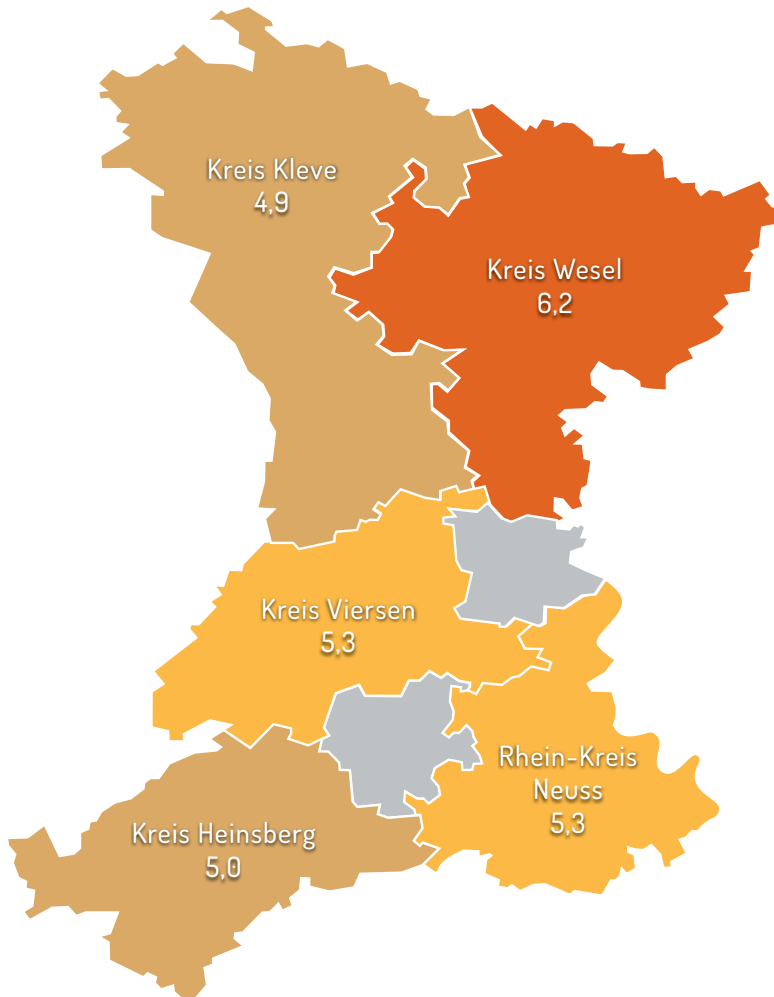 Kreis Kleve
4,9
Kreis Wesel
6,2
Kreis Viersen
5,3
Rhein-Kreis
Neuss
5,3
Kreis Heinsberg
5,0